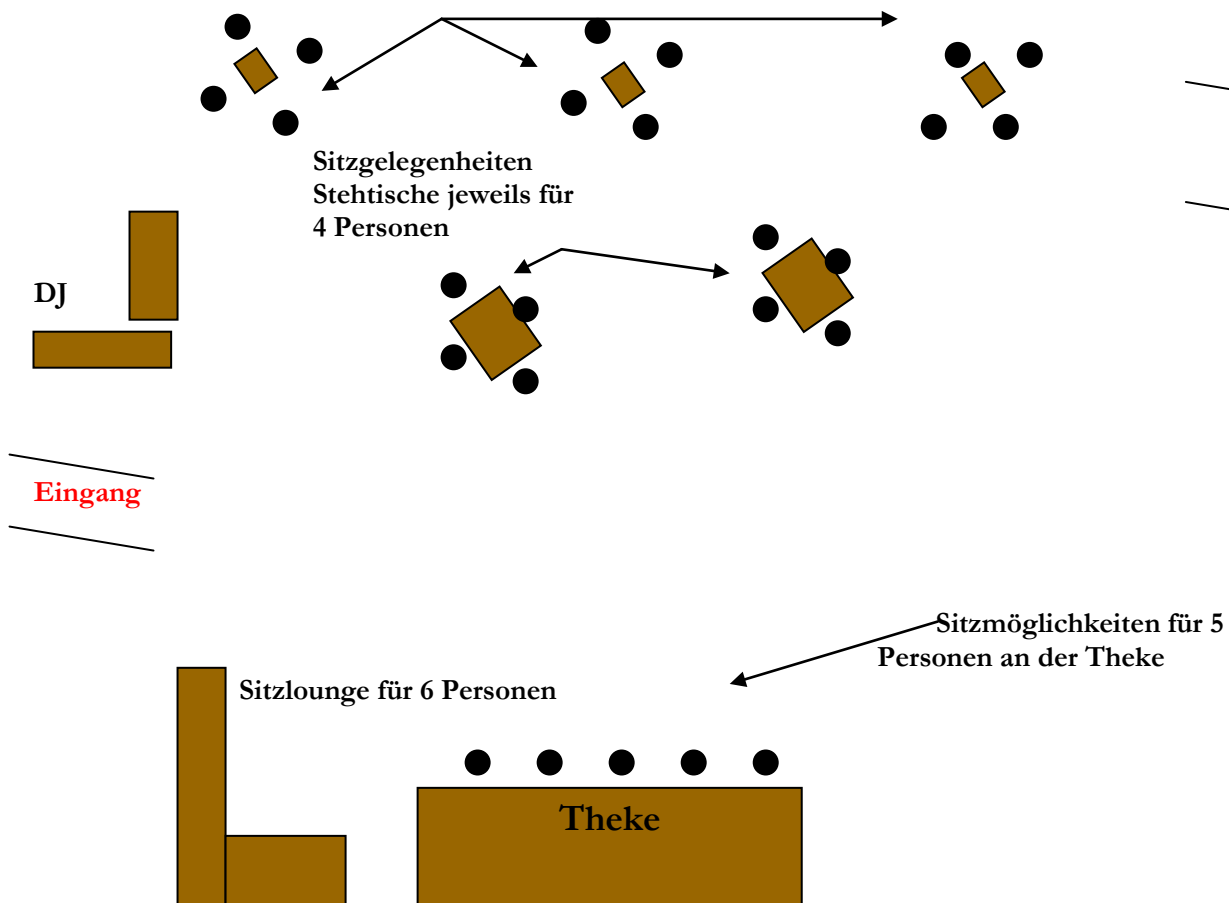 Sitzgelegenheiten
Stehtische jeweils für
4 Personen
DJ
Eingang
Sitzmöglichkeiten für 5
Personen an der Theke
Sitzlounge für 6 Personen
Theke